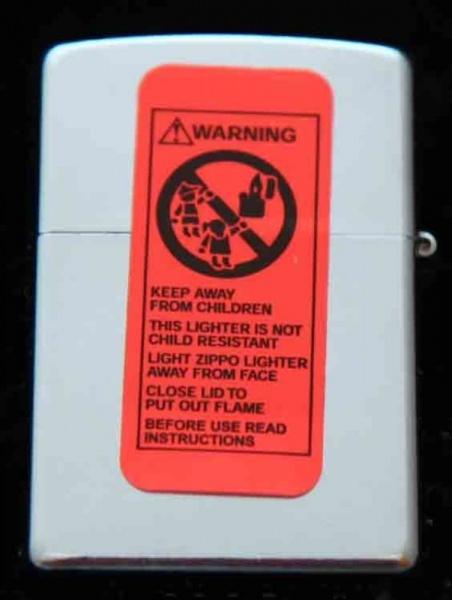 WARNING
KEEP AWAY
FROM CHILDREN
THIS LIGHTER IS NOT
CHILD RESISTANT
LIGHT ZIPPO LIGHTER
AWAY FROM FACE
CLOSE LID TO
PUT OUT FLAME
BEFORE USE READ
INSTRUCTIONS